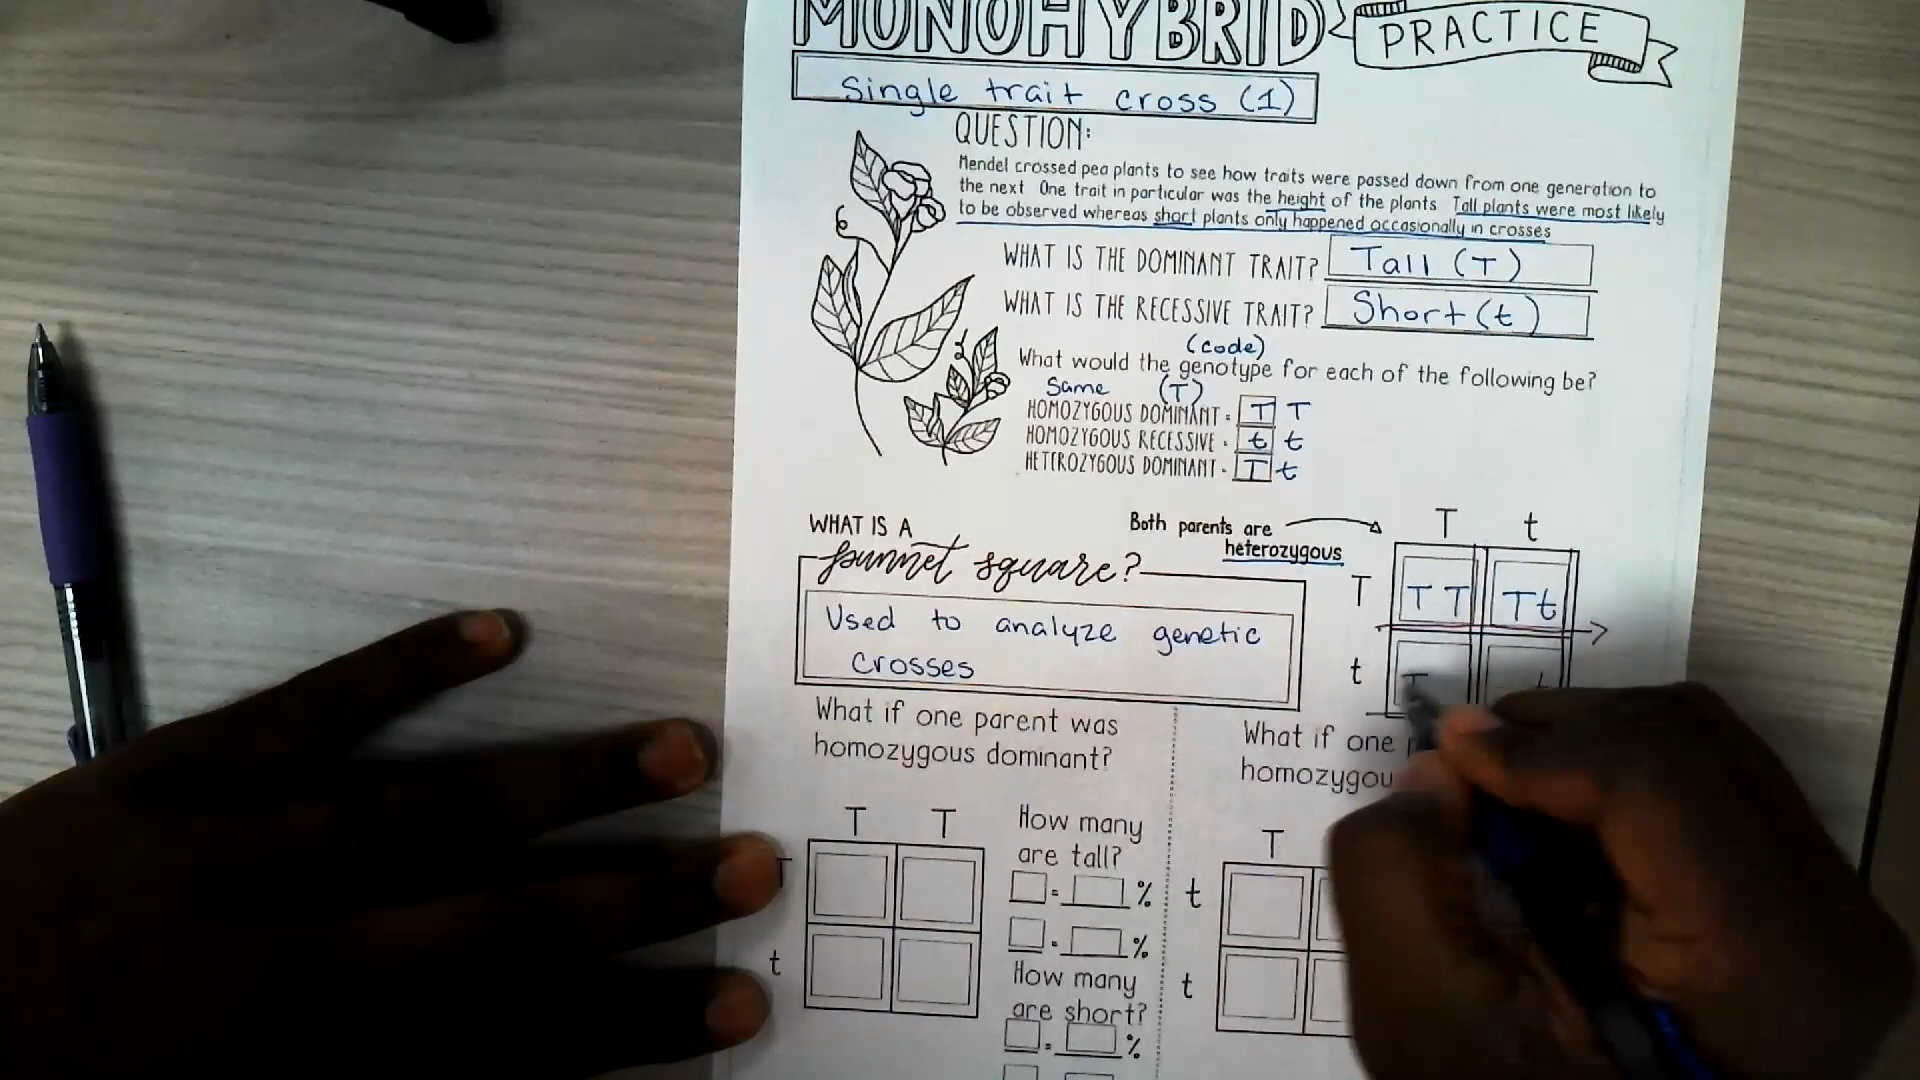 MONOHYBRID
PRACTICE
Single trait cross (1)
QUESTION:
Mendel crossed pea plants to see how traits were passed down from one generation to
the next One trait in particular was the height of the plants Tall plants were most likely
to be observed whereas short plants only happened occasionally in crosses
WHAT IS THE DOMINANT TRAIT? Tall (T)
WHAT IS THE RECESSIVE TRAIT? Short (t)
(code)
What would the genotype for each of the following be?
Same (T)
HOMOZYGOUS DOMINANT = T T
HOMOZYGOUS RECESSIVE = t t
HETEROZYGOUS DOMINANT = T t
WHAT IS A
punnet square?
Used to analyze genetic
crosses
Both parents are
heterozygous
T t
T TT Tt
t T t
What if one parent was
homozygous dominant?
T T
T
t
How many
are tall?
= %
= %
How many
are short?
= %
What if one
T
t
t